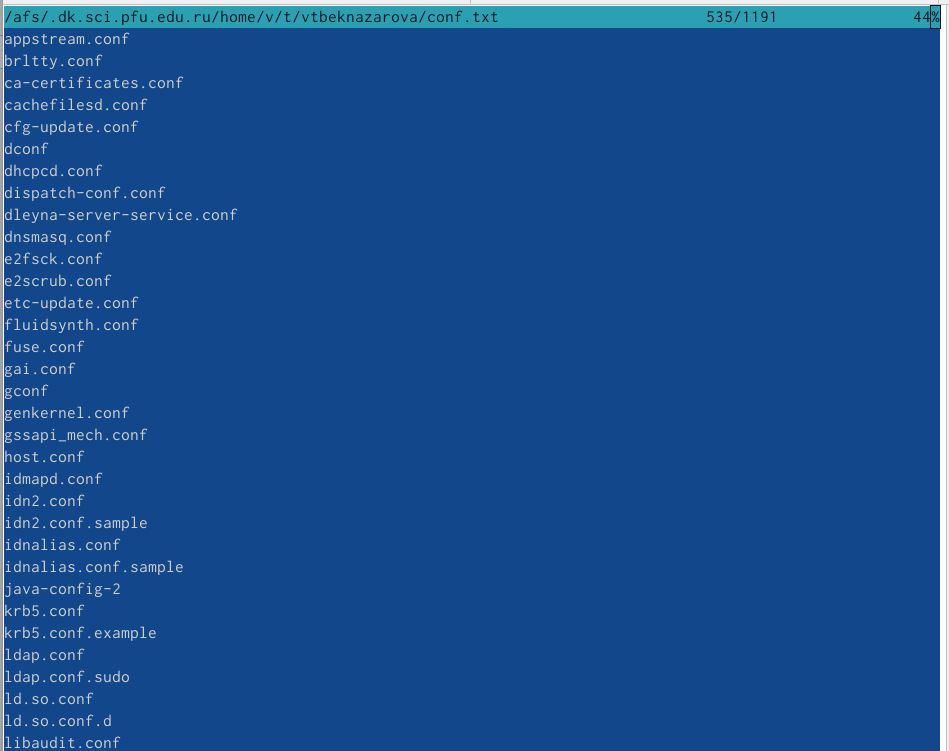 /afs/.dk.sci.pfu.edu.ru/home/v/t/vtbeknazarova/conf.txt 535/1191 44%
appstream.conf
brltty.conf
ca-certificates.conf
cachefilesd.conf
cfg-update.conf
dconf
dhcpcd.conf
dispatch-conf.conf
dleyna-server-service.conf
dnsmasq.conf
e2fsck.conf
e2scrub.conf
etc-update.conf
fluidsynth.conf
fuse.conf
gai.conf
gconf
genkernel.conf
gssapi_mech.conf
host.conf
idmapd.conf
idn2.conf
idn2.conf.sample
idnalias.conf
idnalias.conf.sample
java-config-2
krb5.conf
krb5.conf.example
ldap.conf
ldap.conf.sudo
ld.so.conf
ld.so.conf.d
libaudit.conf